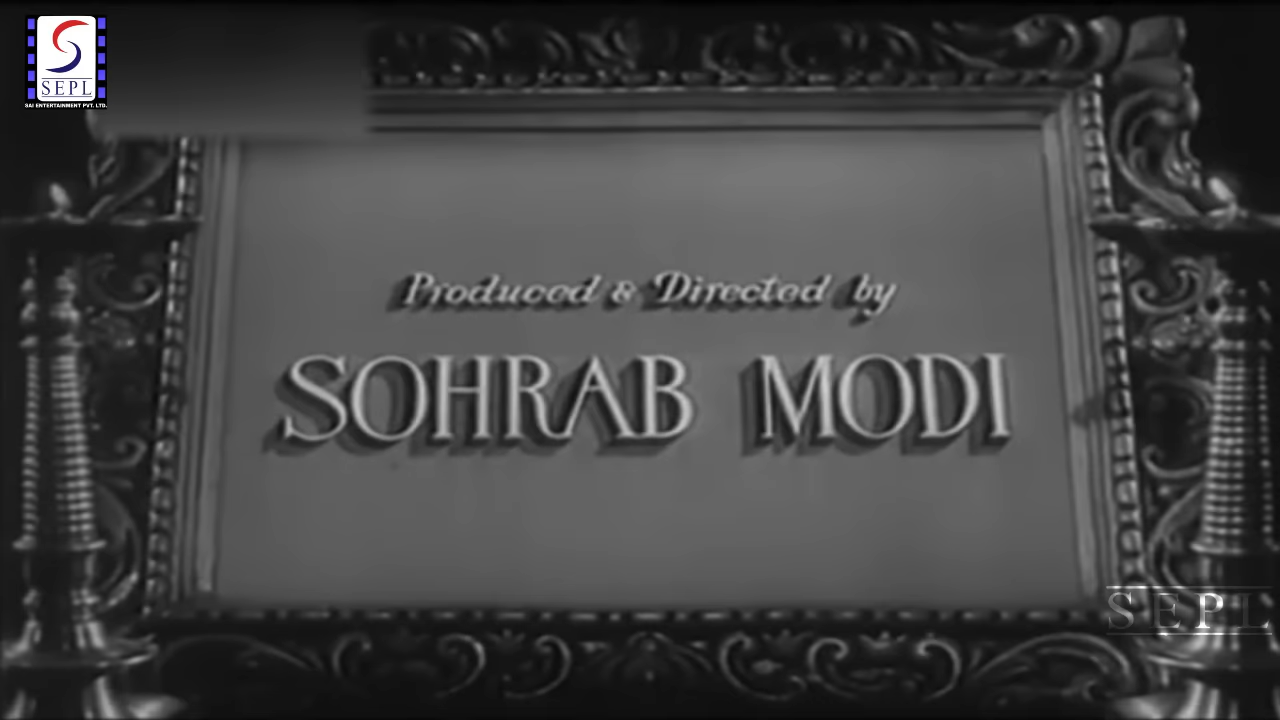 SEPL
SAI ENTERTAINMENT PVT. LTD.
Produced & Directed by
SOHRAB MODI
SEPL